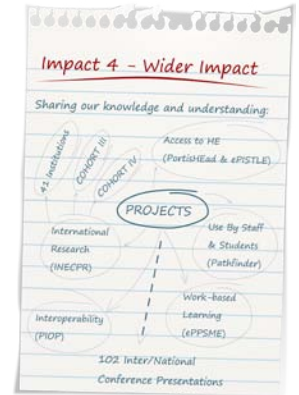 Impact 4 - Wider Impact
Sharing our knowledge and understanding:
41 Institutions
COHORT III
COHORT IV
Access to HE
(PortisHEad & ePISTLE)
PROJECTS
International
Research
(INECPR)
Use By Staff
& Students
(Pathfinder)
Interoperability
(PIOP)
Work-based
Learning
(ePPSME)
102 Inter/National
Conference Presentations